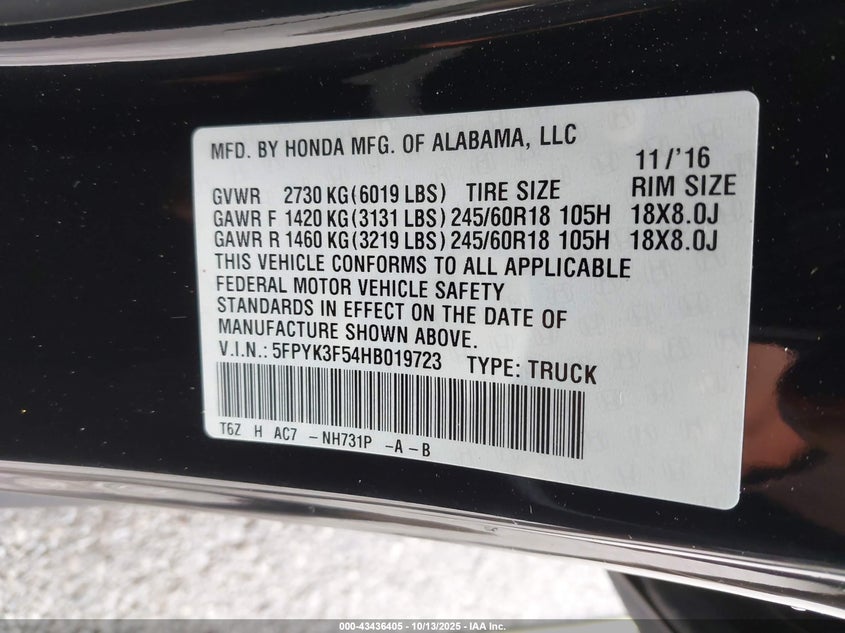 MFD. BY HONDA MFG. OF ALABAMA, LLC 11/'16
GVWR 2730 KG(6019 LBS) TIRE SIZE RIM SIZE
GAWR F 1420 KG(3131 LBS) 245/60R18 105H 18X8.0J
GAWR R 1460 KG(3219 LBS) 245/60R18 105H 18X8.0J
THIS VEHICLE CONFORMS TO ALL APPLICABLE
FEDERAL MOTOR VEHICLE SAFETY
STANDARDS IN EFFECT ON THE DATE OF
MANUFACTURE SHOWN ABOVE.
V.I.N.: 5FPYK3F54HB019723 TYPE: TRUCK
T6Z H AC7 -NH731P -A-B
000-43436405 - 10/13/2025 - IAA Inc.